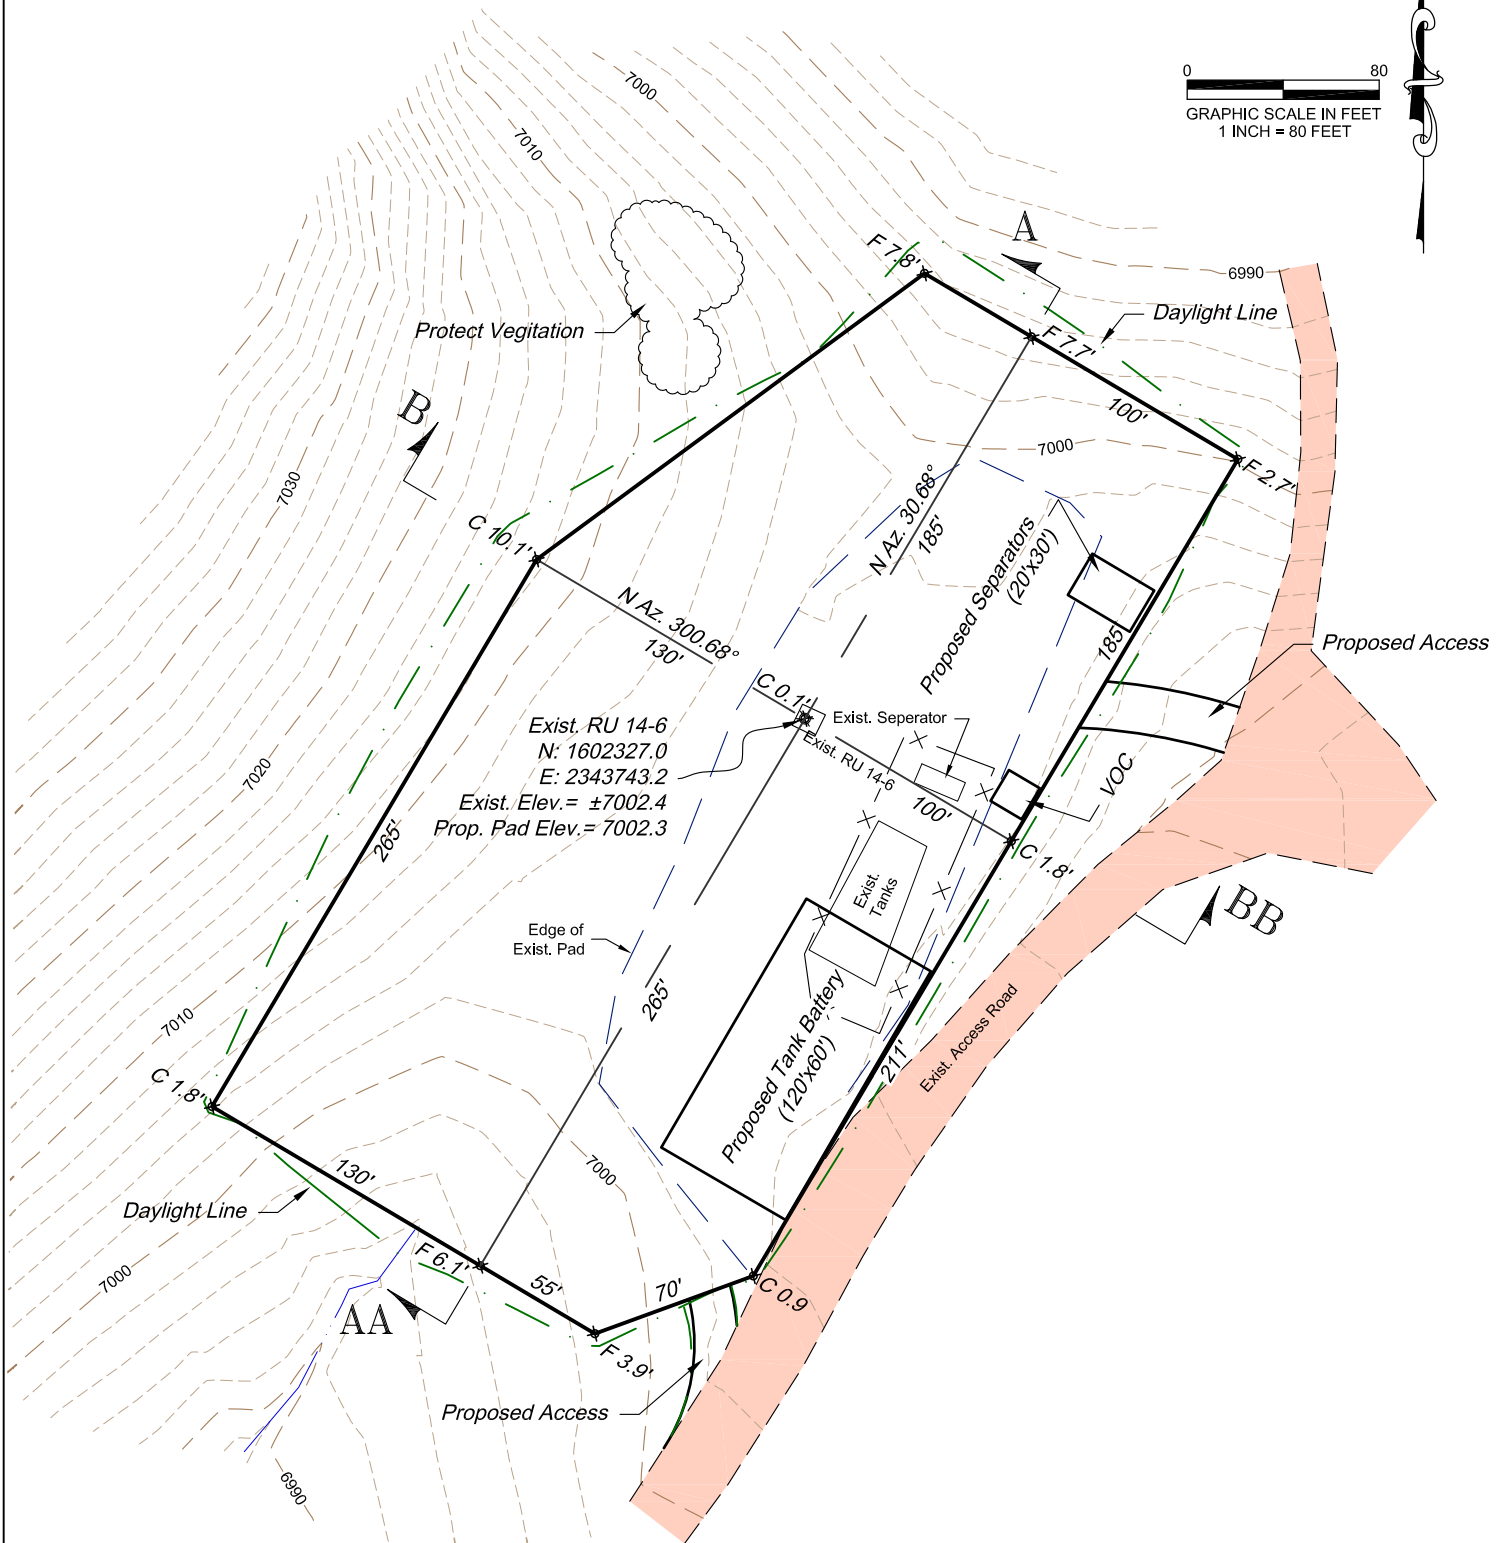 0 80
GRAPHIC SCALE IN FEET
1 INCH = 80 FEET
7000
7010
A
F 7.8'
6990
Daylight Line
Protect Vegitation
F 7.7'
B
100'
7000
F 2.7'
7030
N Az. 30.68°
185'
C 10.1'
Proposed Separators
(20'x30')
N Az. 300.68°
130'
185'
Proposed Access
C 0.1'
Exist. RU 14-6
N: 1602327.0
E: 2343743.2
Exist. Elev.= ±7002.4
Prop. Pad Elev.= 7002.3
Exist. Seperator
Exist. RU 14-6
7020
VOC
100'
265'
C 1.8'
Exist.
Tanks
BB
Edge of
Exist. Pad
265'
Proposed Tank Battery
(120'x60')
7010
211'
Exist. Access Road
C 1.8'
130'
7000
Daylight Line
F 6.1'
7000
55'
70'
C 0.9
AA
F 3.9'
Proposed Access
6990